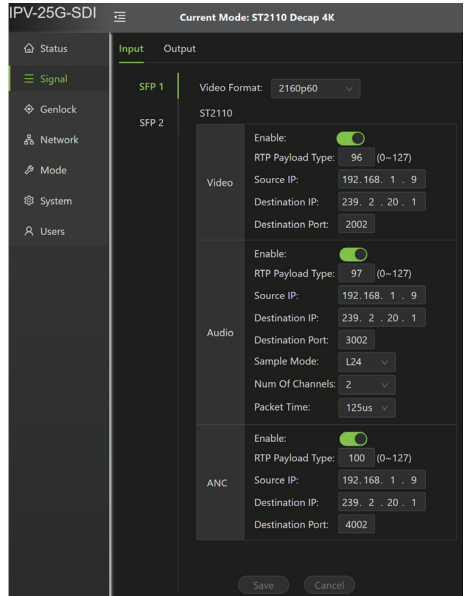 IPV-25G-SDI
Current Mode: ST2110 Decap 4K
Status
Signal
Genlock
Network
Mode
System
Users
Input Output
SFP 1
SFP 2
Video Format: 2160p60
ST2110
Video
Enable:
RTP Payload Type: 96 (0~127)
Source IP: 192.168. 1 . 9
Destination IP: 239. 2 . 20 . 1
Destination Port: 2002
Audio
Enable:
RTP Payload Type: 97 (0~127)
Source IP: 192.168. 1 . 9
Destination IP: 239. 2 . 20 . 1
Destination Port: 3002
Sample Mode: L24
Num Of Channels: 2
Packet Time: 125us
ANC
Enable:
RTP Payload Type: 100 (0~127)
Source IP: 192.168. 1 . 9
Destination IP: 239. 2 . 20 . 1
Destination Port: 4002
Save Cancel